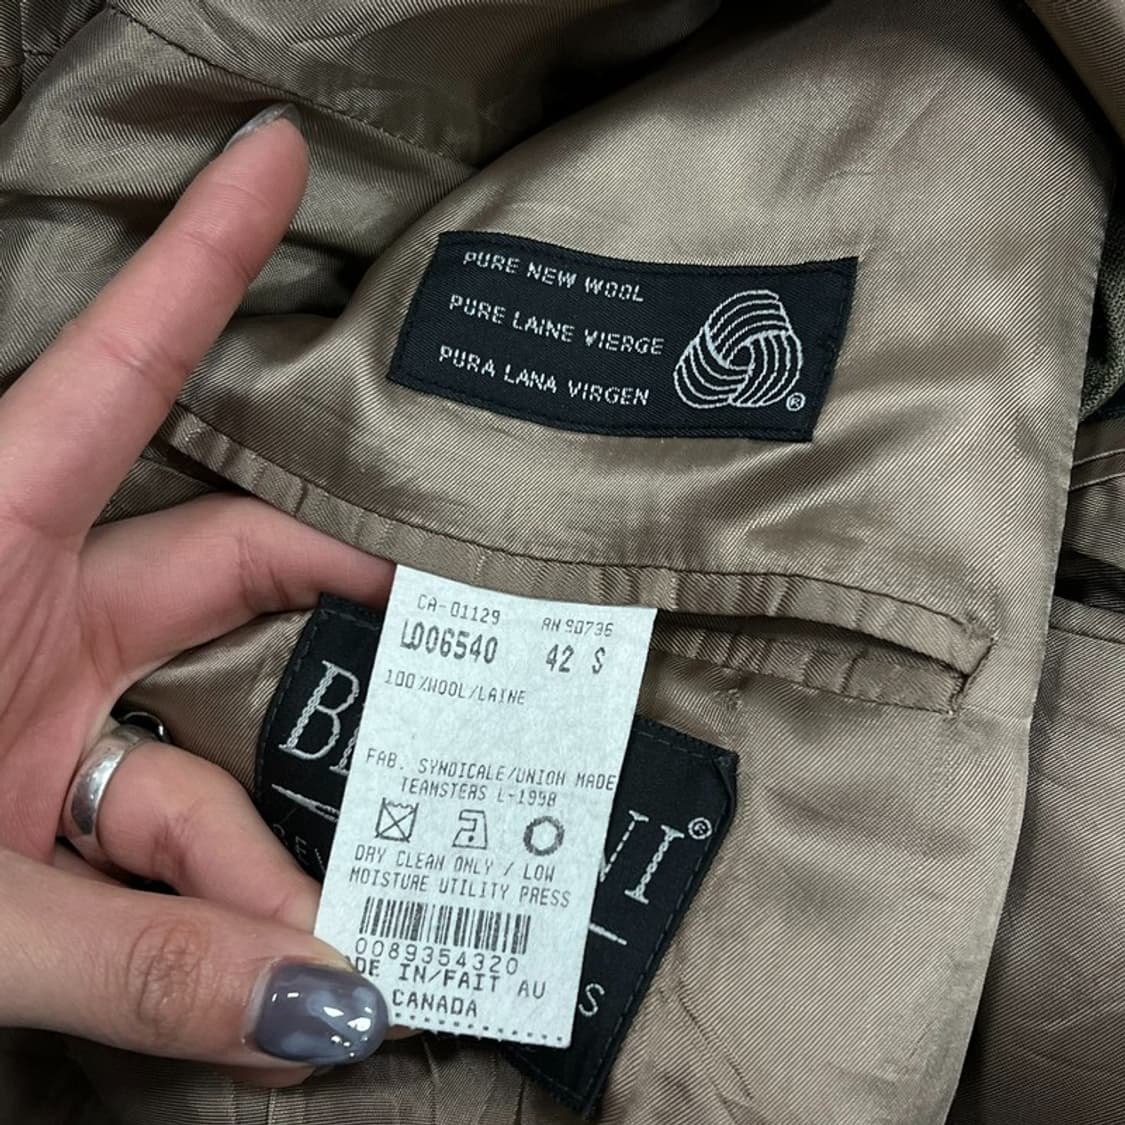 PURE NEW WOOL
PURE LAINE VIERGE
PURA LANA VIRGEN
®
CA-01129 RN 90736
L006540 42 S
100%WOOL/LAINE
FAB. SYNDICALE/UNION MADE
TEAMSTERS L-1998
DRY CLEAN ONLY / LOW
MOISTURE UTILITY PRESS
0089354320
DE IN/FAIT AU
CANADA